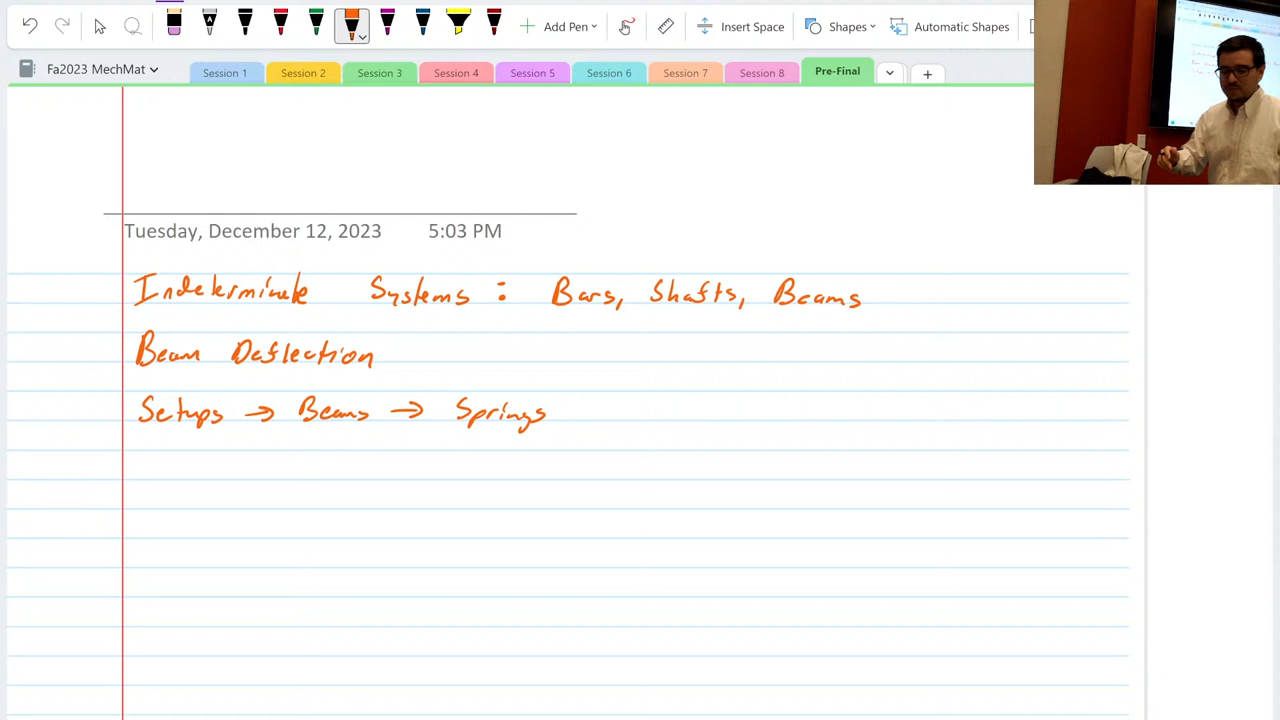 Add Pen
Insert Space
Shapes
Automatic Shapes
Fa2023 MechMat
Session 1
Session 2
Session 3
Session 4
Session 5
Session 6
Session 7
Session 8
Pre-Final
Tuesday, December 12, 2023 5:03 PM
Indeterminate Systems : Bars, Shafts, Beams
Beam Deflection
Setups → Beams → Springs